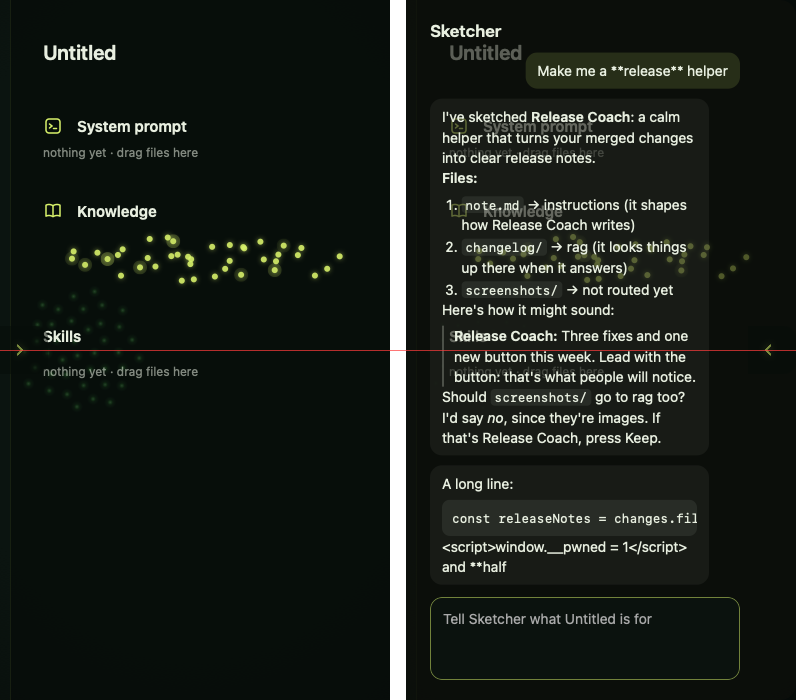 Untitled
System prompt
nothing yet · drag files here
Knowledge
Skills
nothing yet · drag files here
Sketcher
Untitled
Make me a **release** helper
I've sketched Release Coach: a calm
helper that turns your merged changes
into clear release notes.
Files:
1. note.md → instructions (it shapes
how Release Coach writes)
2. changelog/ → rag (it looks things
up there when it answers)
3. screenshots/ → not routed yet
Here's how it might sound:
Release Coach: Three fixes and one
new button this week. Lead with the
button: that's what people will notice.
Should screenshots/ go to rag too?
I'd say no, since they're images. If
that's Release Coach, press Keep.
System prompt
Knowledge
A long line:
const releaseNotes = changes.fil
<script>window.__pwned = 1</script>
and **half
Tell Sketcher what Untitled is for